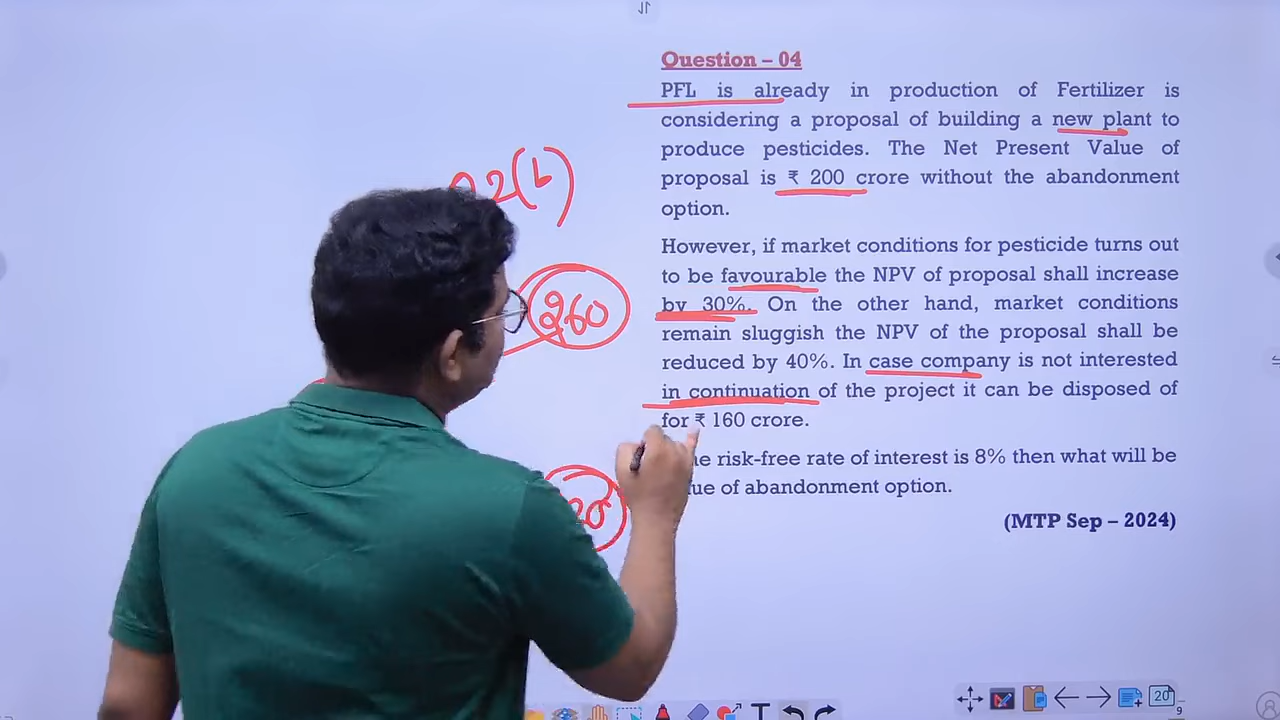 Question – 04
PFL is already in production of Fertilizer is
considering a proposal of building a new plant to
produce pesticides. The Net Present Value of
proposal is ₹ 200 crore without the abandonment
option.
However, if market conditions for pesticide turns out
to be favourable the NPV of proposal shall increase
by 30%. On the other hand, market conditions
remain sluggish the NPV of the proposal shall be
reduced by 40%. In case company is not interested
in continuation of the project it can be disposed of
for ₹ 160 crore.
risk-free rate of interest is 8% then what will be
of abandonment option.
(MTP Sep – 2024)
260
T
20
9